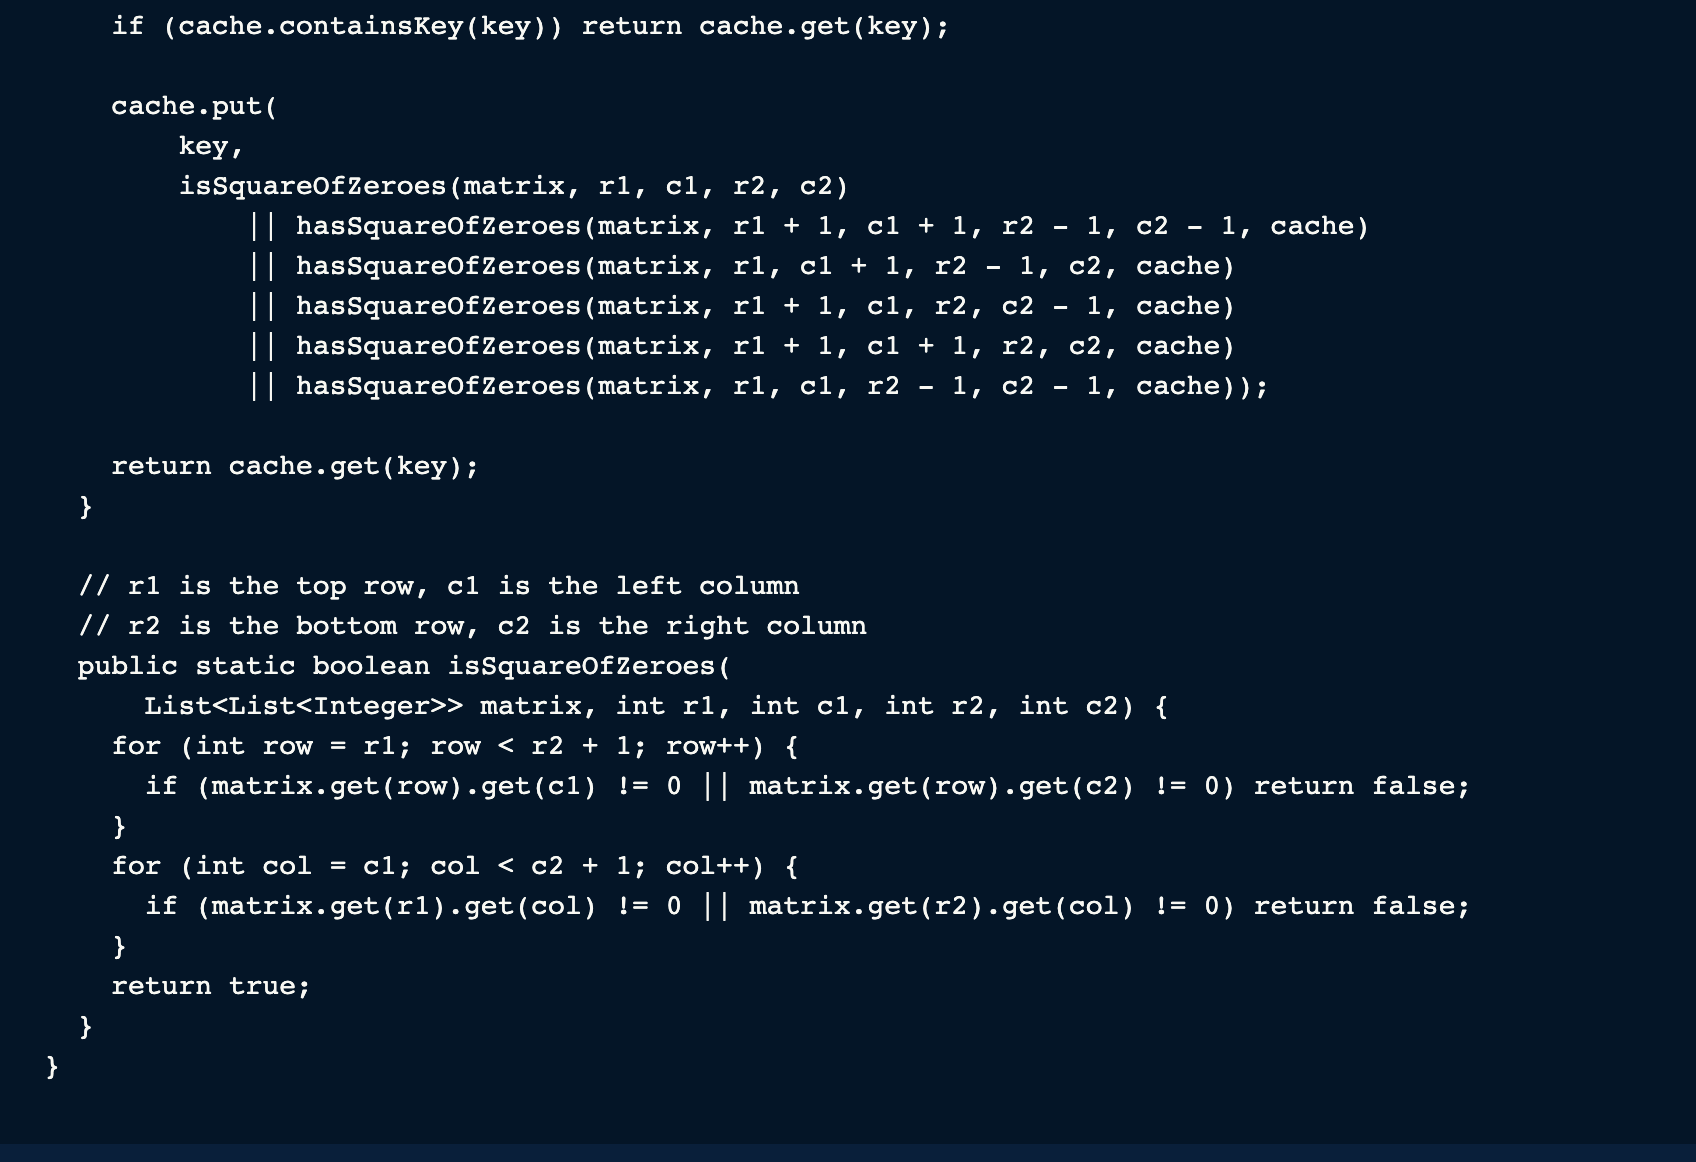 if (cache.containsKey(key)) return cache.get(key);
cache.put(
key,
isSquareOfZeroes(matrix, r1, c1, r2, c2)
|| hasSquareOfZeroes(matrix, r1 + 1, c1 + 1, r2 - 1, c2 - 1, cache)
|| hasSquareOfZeroes(matrix, r1, c1 + 1, r2 - 1, c2, cache)
|| hasSquareOfZeroes(matrix, r1 + 1, c1, r2, c2 - 1, cache)
|| hasSquareOfZeroes(matrix, r1 + 1, c1 + 1, r2, c2, cache)
|| hasSquareOfZeroes(matrix, r1, c1, r2 - 1, c2 - 1, cache));
return cache.get(key);
}
// r1 is the top row, c1 is the left column
// r2 is the bottom row, c2 is the right column
public static boolean isSquareOfZeroes(
List<List<Integer>> matrix, int r1, int c1, int r2, int c2) {
for (int row = r1; row < r2 + 1; row++) {
if (matrix.get(row).get(c1) != 0 || matrix.get(row).get(c2) != 0) return false;
}
for (int col = c1; col < c2 + 1; col++) {
if (matrix.get(r1).get(col) != 0 || matrix.get(r2).get(col) != 0) return false;
}
return true;
}
}